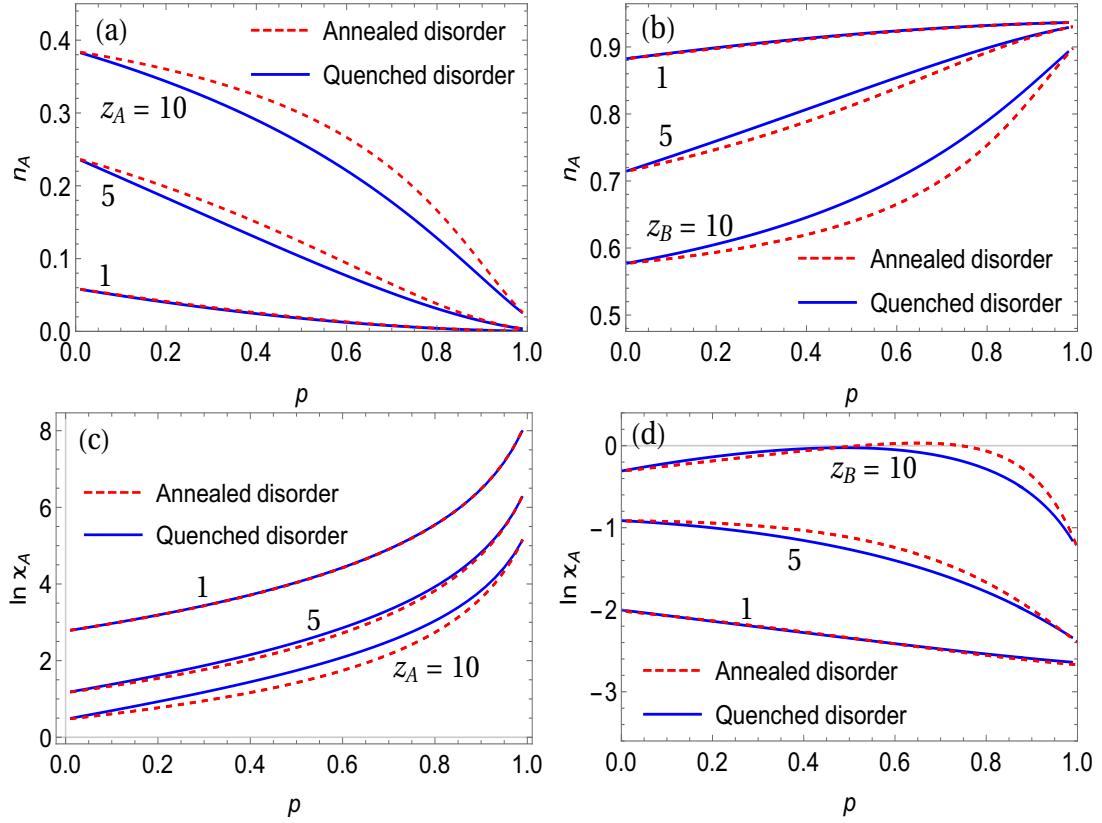 (a)
Annealed disorder
Quenched disorder
z_A = 10
5
1
n_A
0.4
0.3
0.2
0.1
0.0
0.0 0.2 0.4 0.6 0.8 1.0
p
(b)
1
5
z_B = 10
Annealed disorder
Quenched disorder
n_A
0.9
0.8
0.7
0.6
0.5
0.0 0.2 0.4 0.6 0.8 1.0
p
(c)
Annealed disorder
Quenched disorder
1
5
z_A = 10
ln χ_A
8
6
4
2
0
0.0 0.2 0.4 0.6 0.8 1.0
p
(d)
z_B = 10
5
1
Annealed disorder
Quenched disorder
ln χ_A
0
−1
−2
−3
0.0 0.2 0.4 0.6 0.8 1.0
p